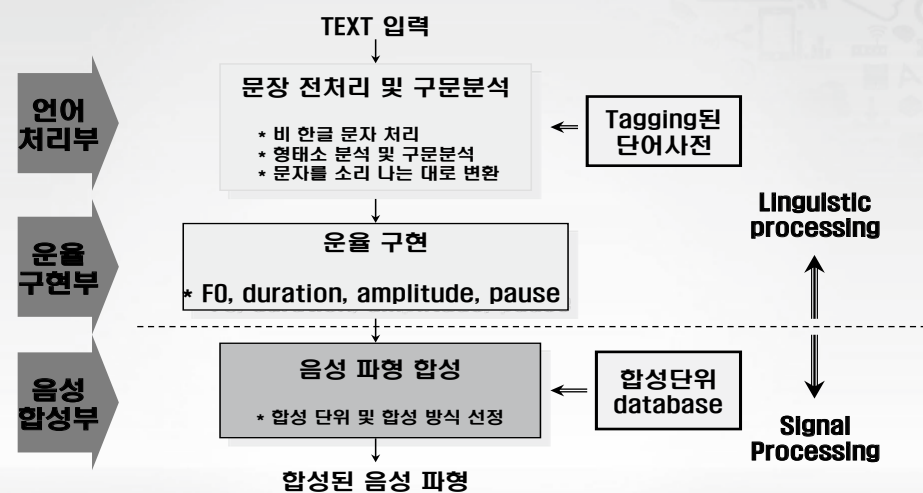 TEXT 입력
언어
처리부
문장 전처리 및 구문분석
* 비 한글 문자 처리
* 형태소 분석 및 구문분석
* 문자를 소리 나는 대로 변환
Tagging된
단어사전
Linguistic
processing
운율
구현부
운율 구현
* F0, duration, amplitude, pause
음성
합성부
음성 파형 합성
* 합성 단위 및 합성 방식 선정
합성단위
database
Signal
Processing
합성된 음성 파형